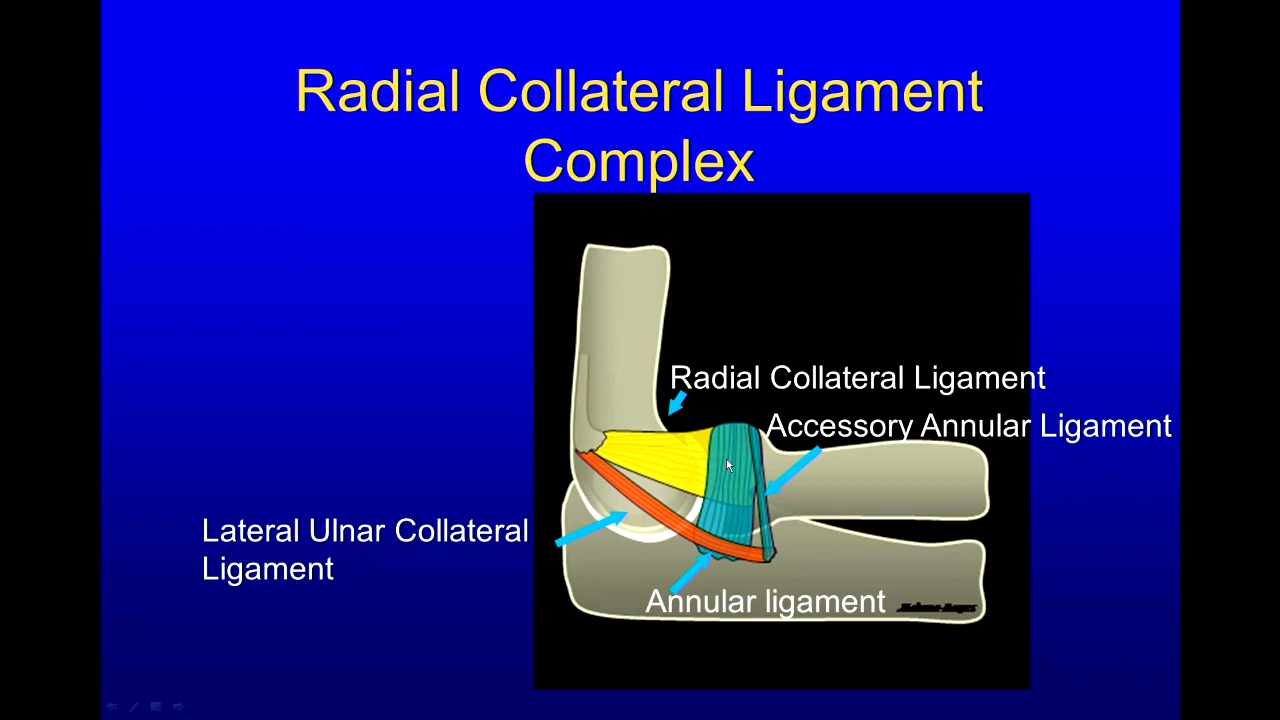 Radial Collateral Ligament
Complex
Radial Collateral Ligament
Accessory Annular Ligament
Lateral Ulnar Collateral
Ligament
Annular ligament